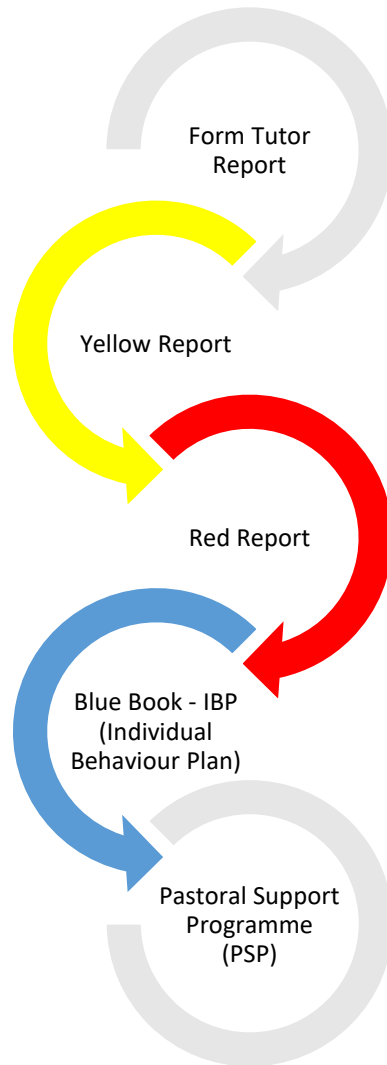 Form Tutor
Report
Yellow Report
Red Report
Blue Book - IBP
(Individual
Behaviour Plan)
Pastoral Support
Programme
(PSP)